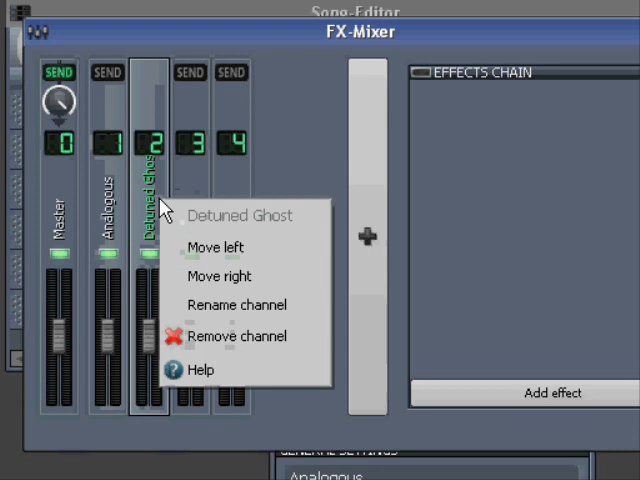 Song-Editor
FX-Mixer
SEND
SEND
SEND
SEND
EFFECTS CHAIN
0
1
2
3
4
Master
Analogous
Detuned Ghos
Detuned Ghost
Move left
Move right
Rename channel
Remove channel
Help
Add effect
GENERAL SETTINGS
Analogous